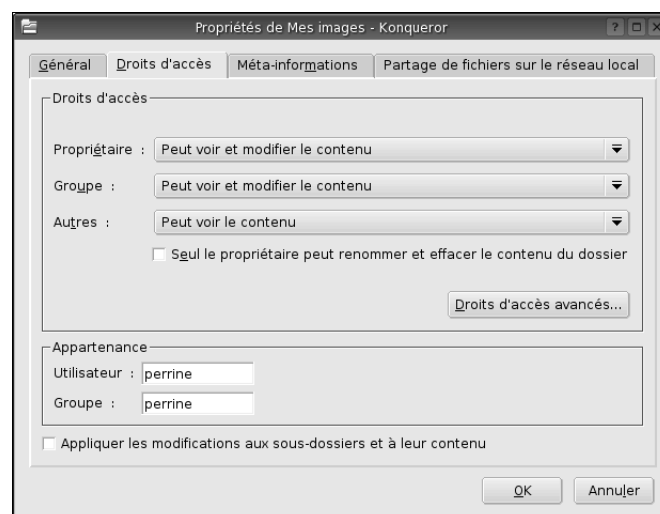 Propriétés de Mes images - Konqueror
Général Droits d'accès Méta-informations Partage de fichiers sur le réseau local
Droits d'accès
Propriétaire : Peut voir et modifier le contenu
Groupe : Peut voir et modifier le contenu
Autres : Peut voir le contenu
Seul le propriétaire peut renommer et effacer le contenu du dossier
Droits d'accès avancés...
Appartenance
Utilisateur : perrine
Groupe : perrine
Appliquer les modifications aux sous-dossiers et à leur contenu
OK Annuler